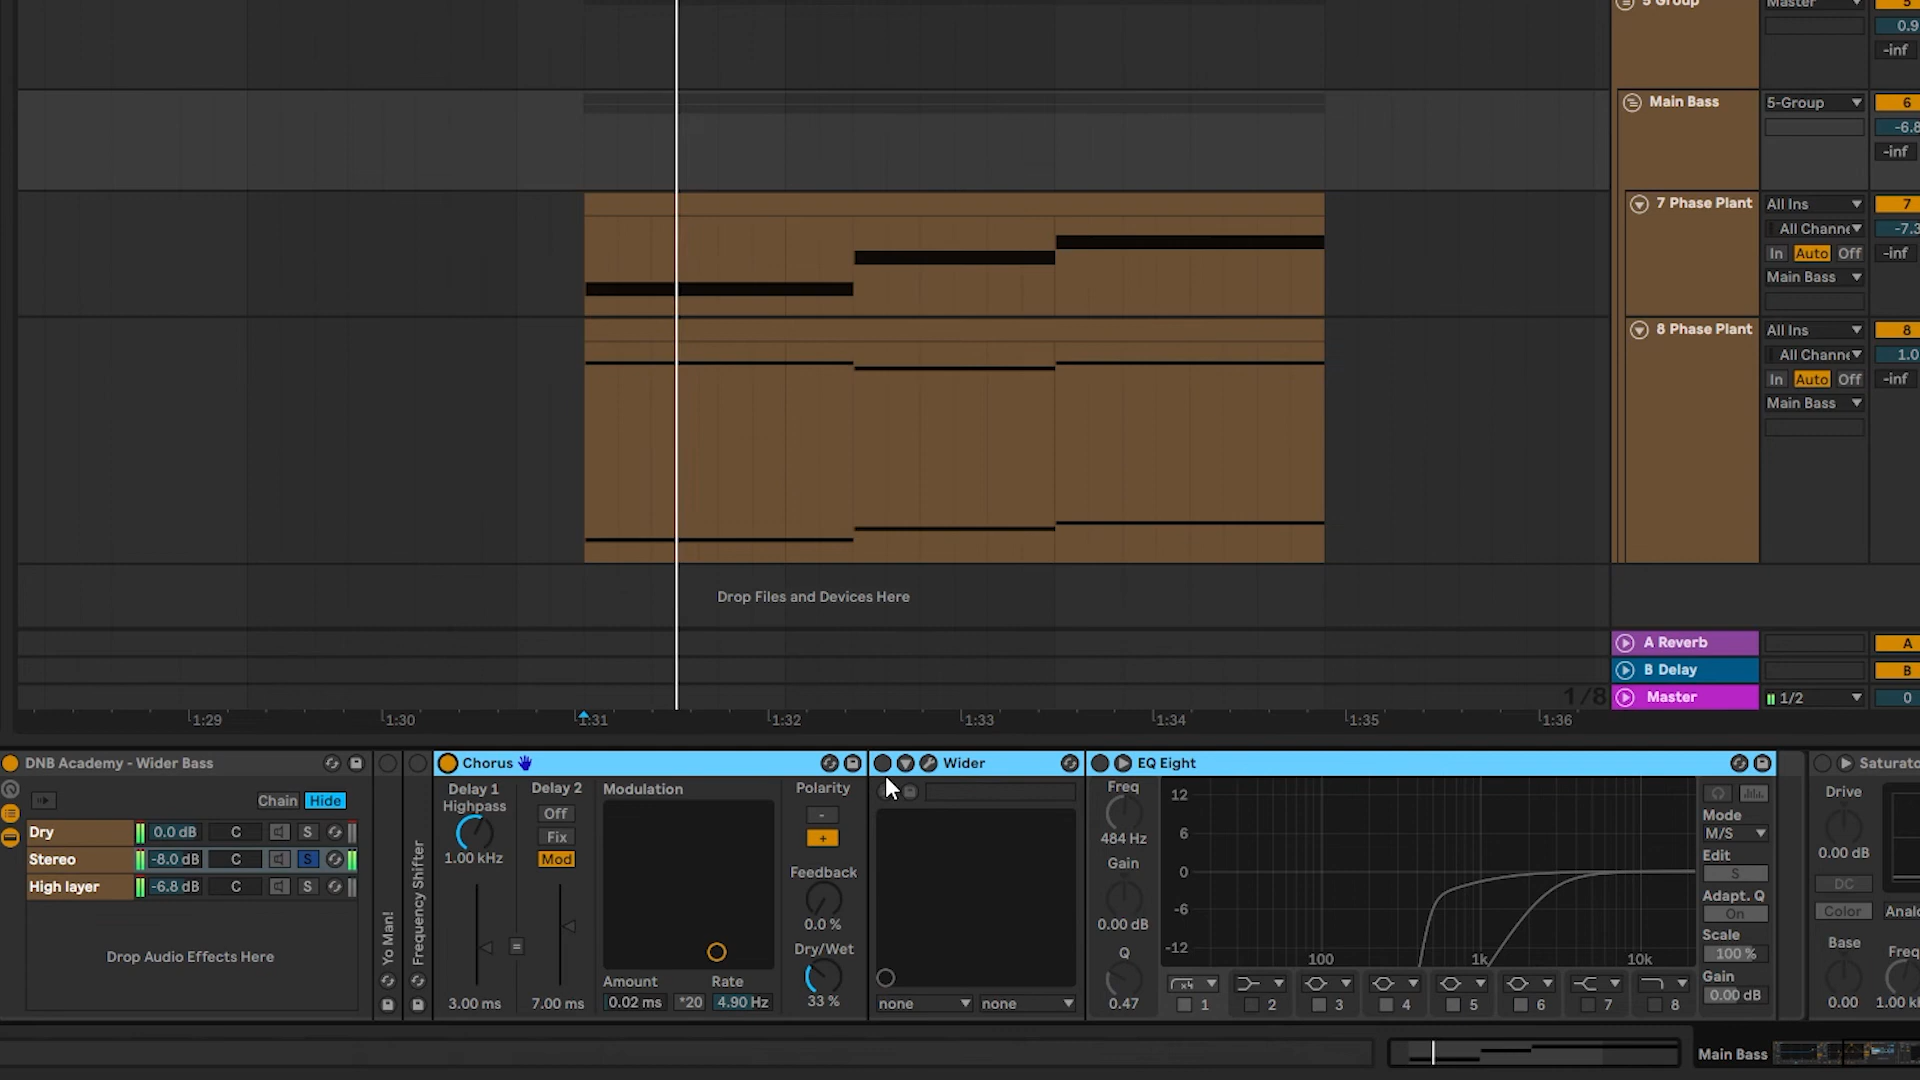 5 Group
Master
5
0.9
-inf
Main Bass
5-Group
6
-6.8
-inf
7 Phase Plant
All Ins
7
All Channe
-7.3
In Auto Off
-inf
Main Bass
8 Phase Plant
All Ins
8
All Channe
1.0
In Auto Off
-inf
Main Bass
Drop Files and Devices Here
A Reverb
A
B Delay
B
1/8
Master
1/2
0
1:29
1:30
1:31
1:32
1:33
1:34
1:35
1:36
DNB Academy - Wider Bass
Chain Hide
Dry 0.0 dB C S
Stereo -8.0 dB C S
High layer -6.8 dB C S
Drop Audio Effects Here
Yo Man!
Frequency Shifter
Chorus
Delay 1
Highpass
1.00 kHz
3.00 ms
=
Delay 2
Off
Fix
Mod
7.00 ms
Modulation
Amount
0.02 ms
*20
Rate
4.90 Hz
Polarity
-
+
Feedback
0.0 %
Dry/Wet
33 %
Wider
none
none
EQ Eight
Freq
484 Hz
Gain
0.00 dB
Q
0.47
12
6
0
-6
-12
100
1k
10k
x4
1 2 3 4 5 6 7 8
Mode
M/S
Edit
S
Adapt. Q
On
Scale
100 %
Gain
0.00 dB
Saturato
Drive
0.00 dB
DC
Color
Analo
Base
0.00
Freq
1.00 k
Main Bass